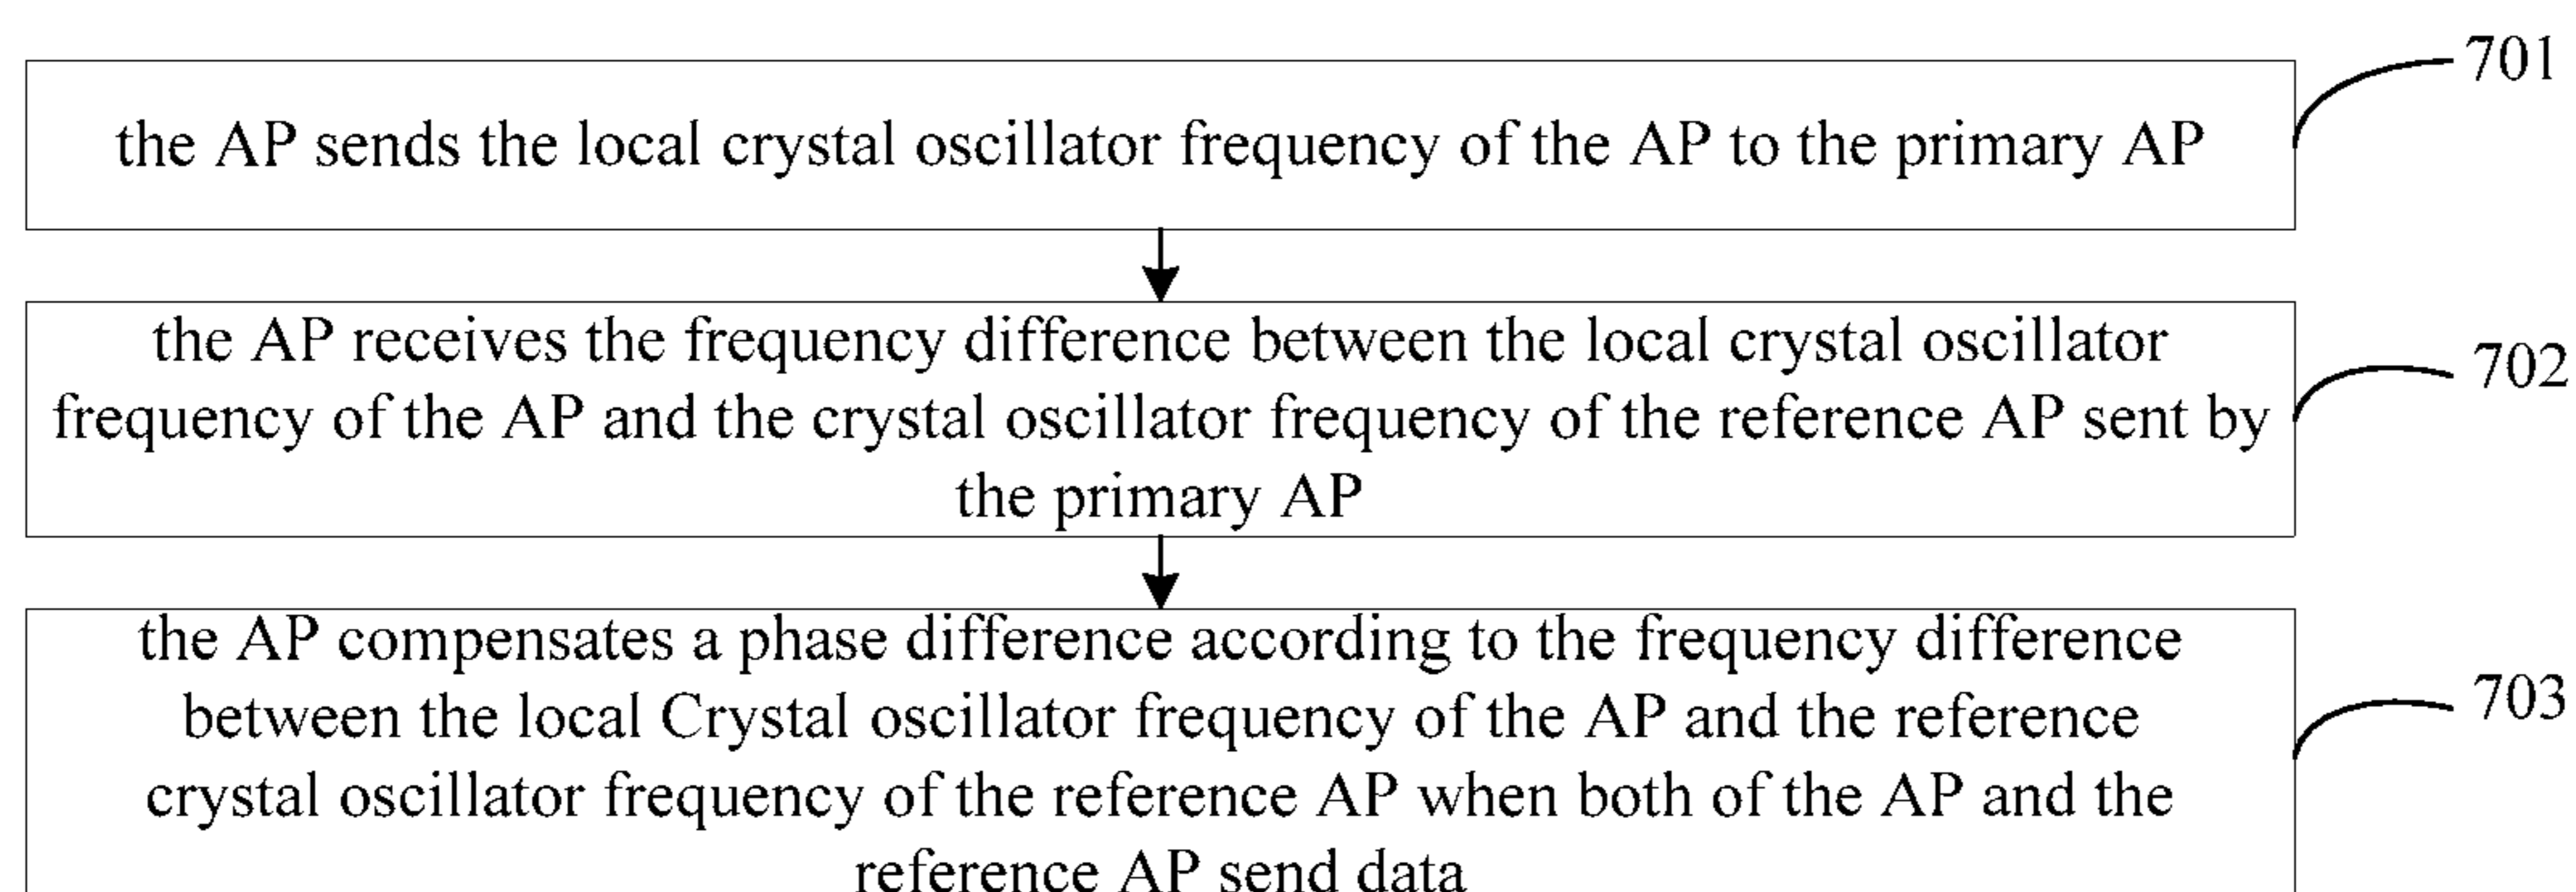 701
the AP sends the local crystal oscillator frequency of the AP to the primary AP
the AP receives the frequency difference between the local crystal oscillator
702
frequency of the AP and the crystal oscillator frequency of the reference AP sent by
the primary AP
the AP compensates a phase difference according to the frequency difference
703
between the local Crystal oscillator frequency of the AP and the reference
crystal oscillator frequency of the reference AP when both of the AP and the
reference AP send data